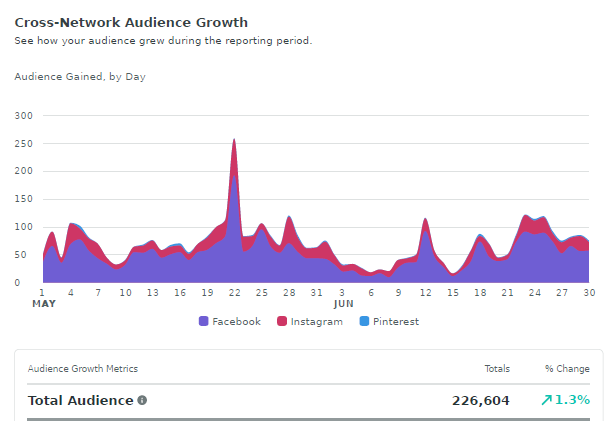 Cross-Network Audience Growth
See how your audience grew during the reporting period.
Audience Gained, by Day
300
250
200
150
100
50
0
1 4 7 10 13 16 19 22 25 28 31 3 6 9 12 15 18 21 24 27 30
MAY JUN
Facebook Instagram Pinterest
Audience Growth Metrics Totals % Change
Total Audience 226,604 1.3%